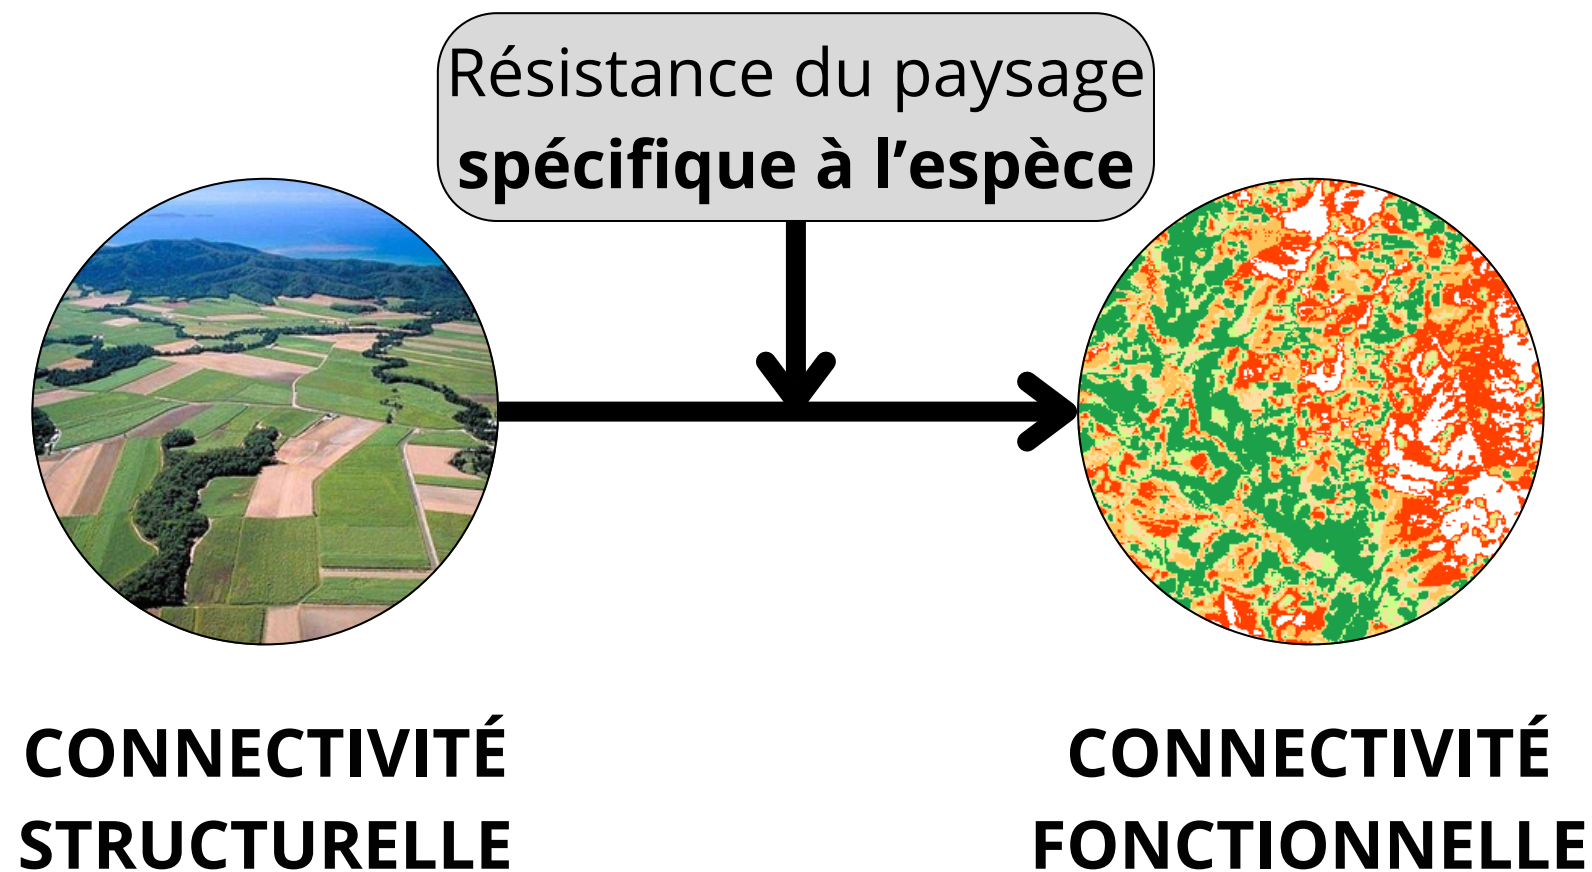 Résistance du paysage
spécifique à l’espèce
CONNECTIVITÉ
STRUCTURELLE
CONNECTIVITÉ
FONCTIONNELLE